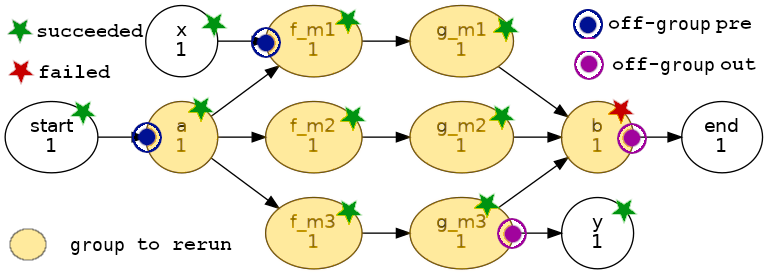 succeeded
failed
x
1
f_m1
1
g_m1
1
off-group pre
off-group out
start
1
a
1
f_m2
1
g_m2
1
b
1
end
1
group to rerun
f_m3
1
g_m3
1
y
1